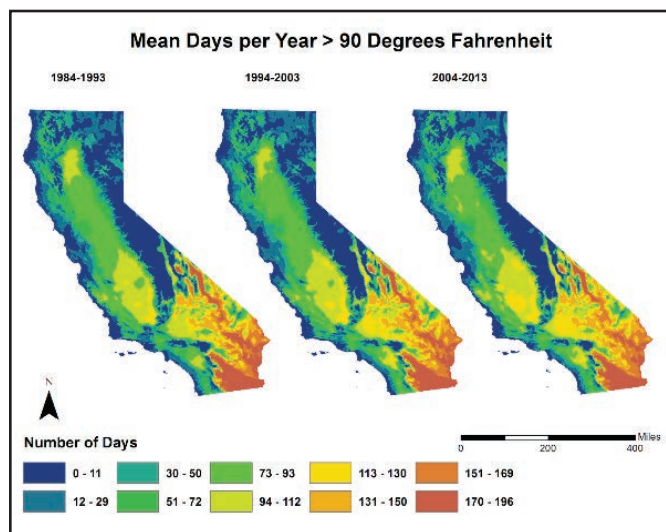 Mean Days per Year > 90 Degrees Fahrenheit
1984-1993 1994-2003 2004-2013
N
Number of Days
Miles
0 200 400
0 - 11 30 - 50 73 - 93 113 - 130 151 - 169
12 - 29 51 - 72 94 - 112 131 - 150 170 - 196